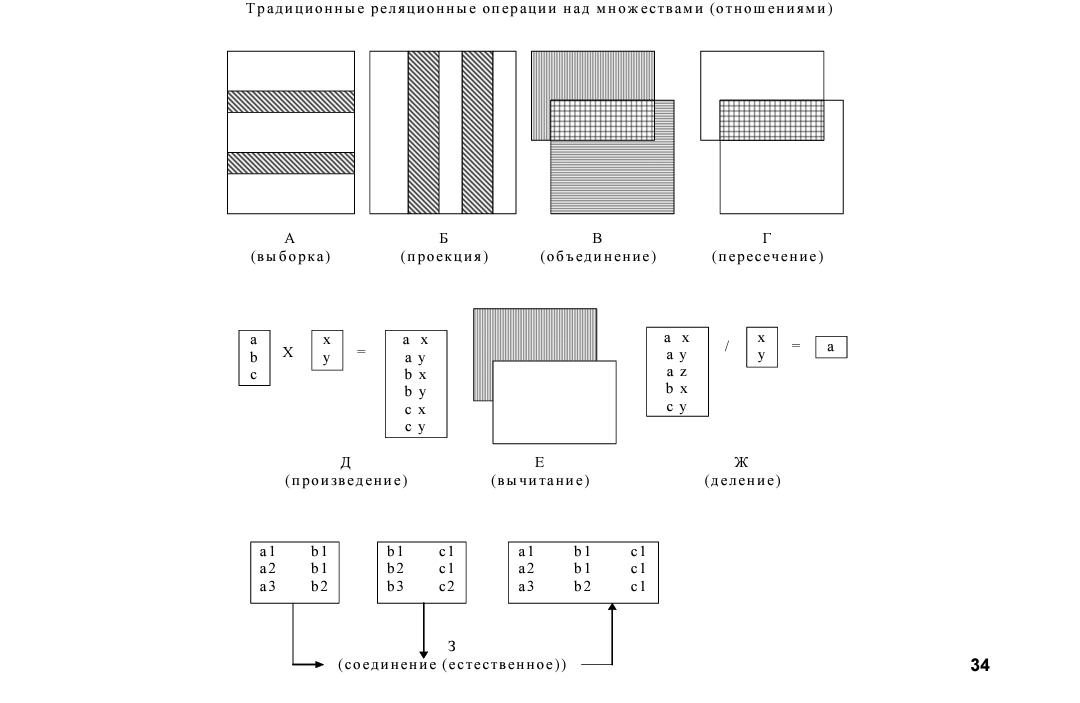 Традиционные реляционные операции над множествами (отношениями)
А Б В Г
(выборка) (проекция) (объединение) (пересечение)
a x a x a x x
b X y = a y a y / y = a
c b x a z
b y b x
c x c y
c y
Д Е Ж
(произведение) (вычитание) (деление)
a1 b1 b1 c1 a1 b1 c1
a2 b1 b2 c1 a2 b1 c1
a3 b2 b3 c2 a3 b2 c1
З
(соединение (естественное))
34